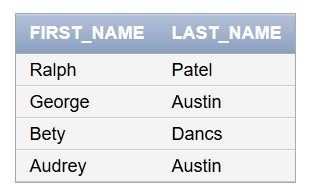 FIRST_NAME LAST_NAME
Ralph Patel
George Austin
Bety Dancs
Audrey Austin